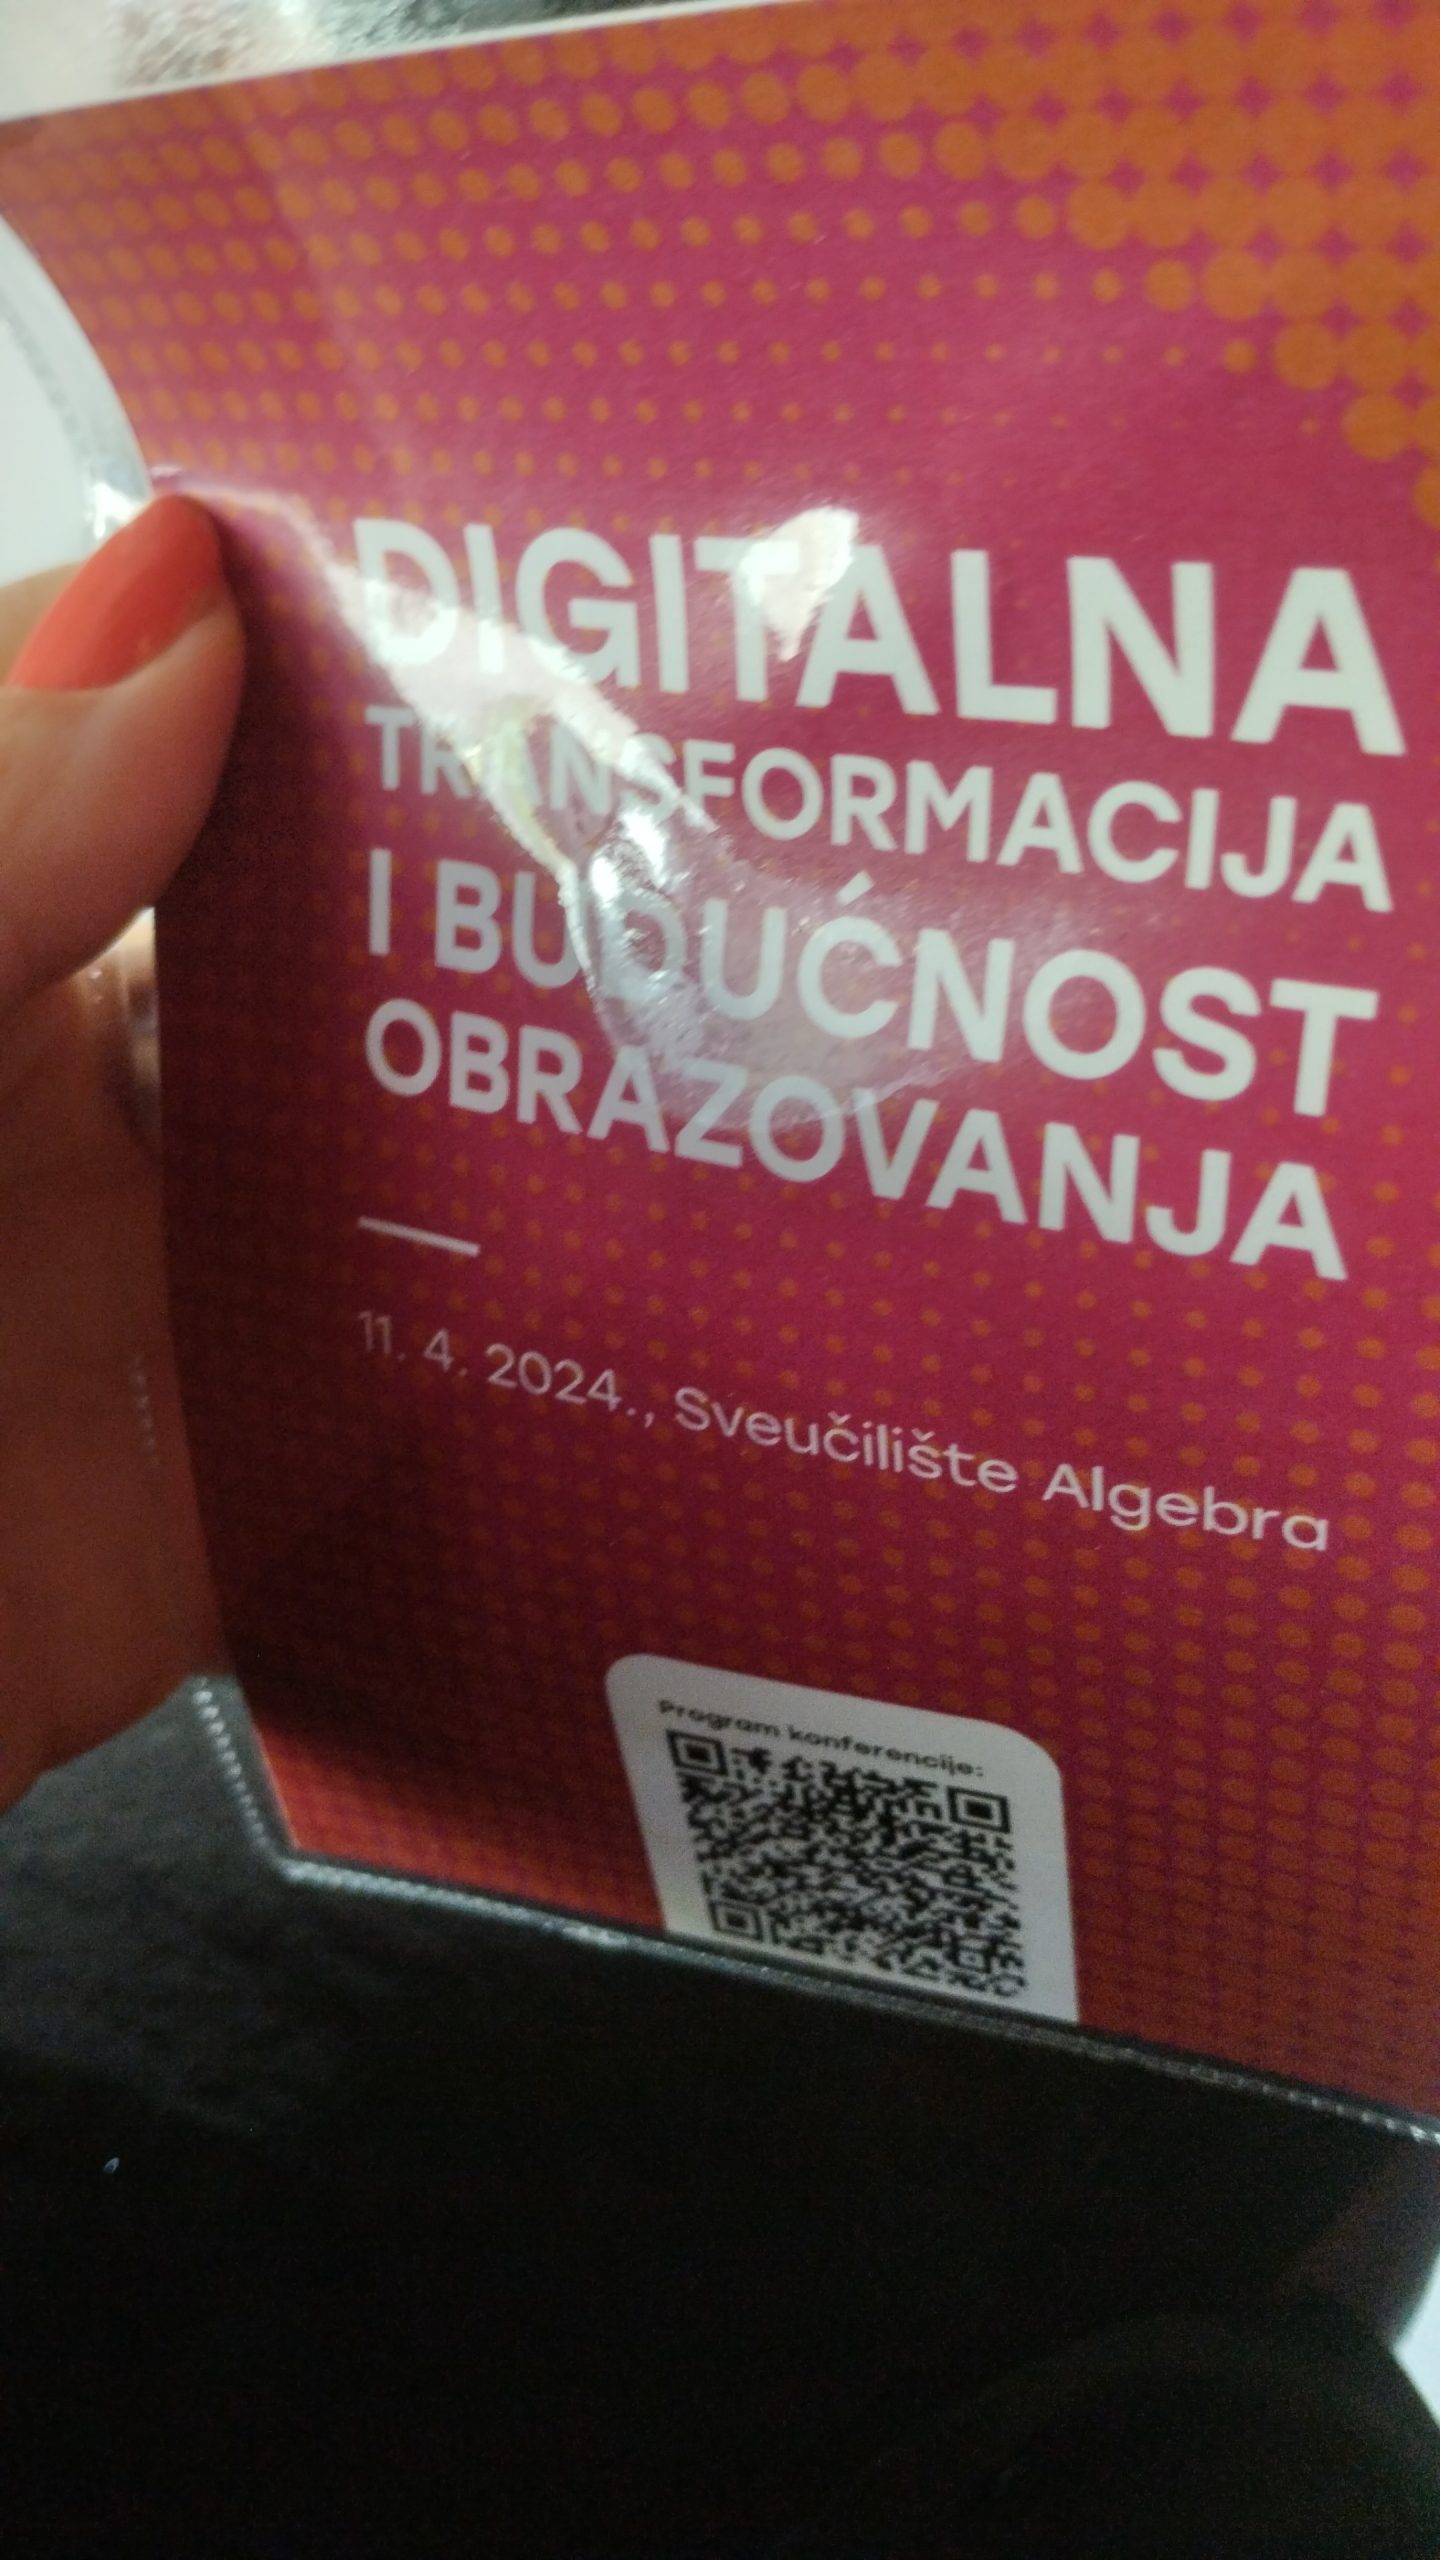 DIGITALNA
TRANSFORMACIJA
I BUDUĆNOST
OBRAZOVANJA
11. 4. 2024., Sveučilište Algebra
Program konferencije: